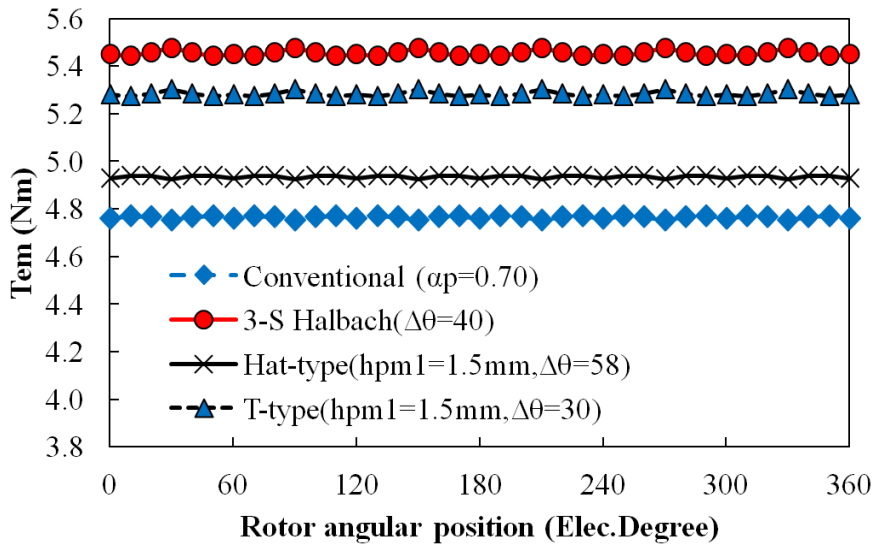 5.6
5.4
5.2
5.0
4.8
4.6
4.4
4.2
4.0
3.8
Tem (Nm)
Conventional (αp=0.70)
3-S Halbach(Δθ=40)
Hat-type(hpm1=1.5mm,Δθ=58)
T-type(hpm1=1.5mm,Δθ=30)
0 60 120 180 240 300 360
Rotor angular position (Elec.Degree)